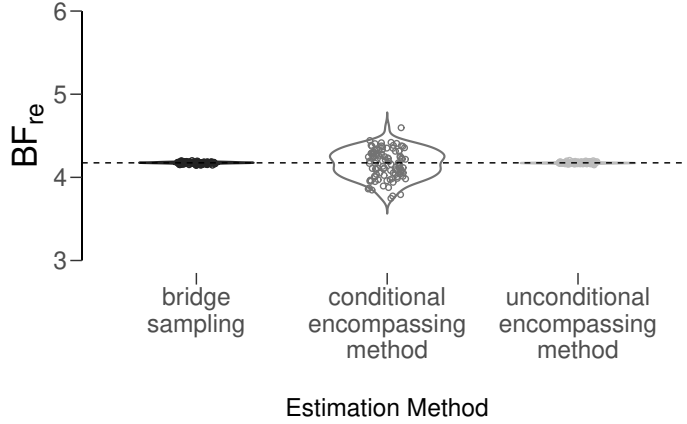 6
5
4
3
BFre
bridge
sampling
conditional
encompassing
method
unconditional
encompassing
method
Estimation Method